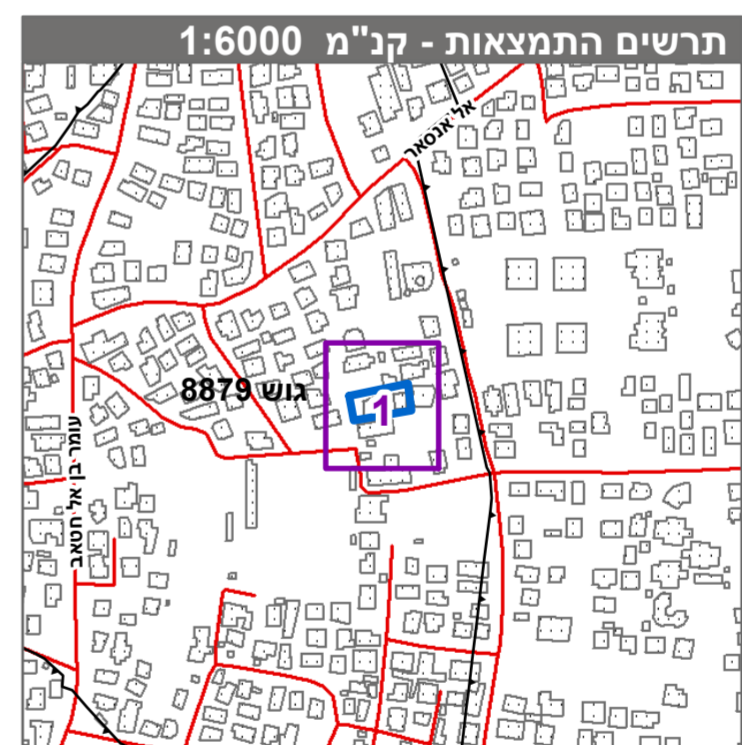 תרשים התמצאות - קנ"מ 1:6000
אל אנסאר
גוש 8879
1
עומר בן אל חטאב